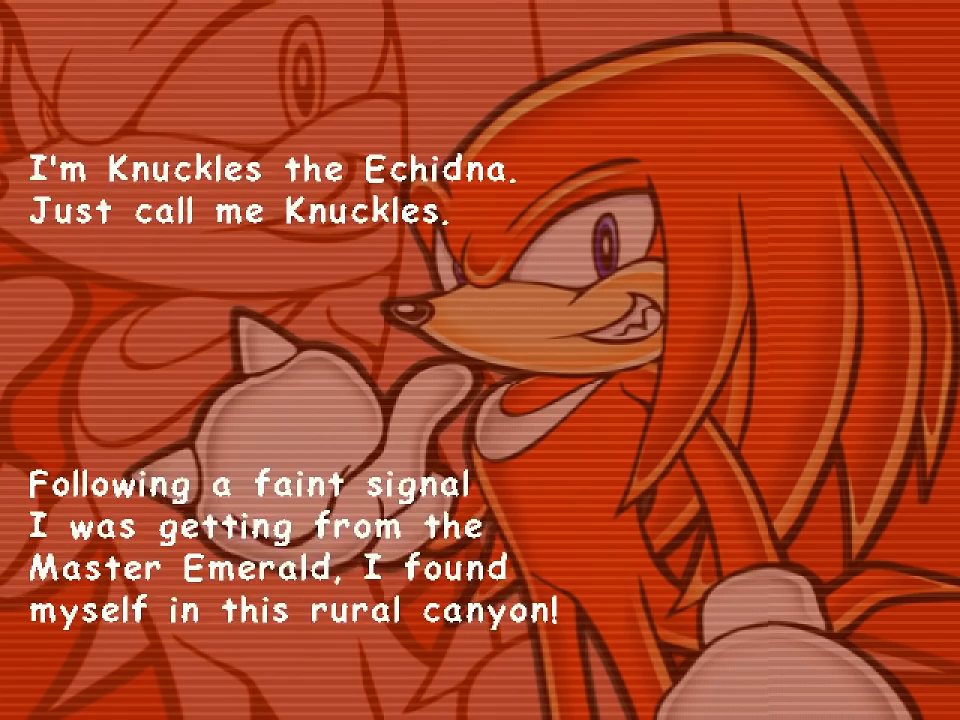 I'm Knuckles the Echidna.
Just call me Knuckles.
Following a faint signal
I was getting from the
Master Emerald, I found
myself in this rural canyon!